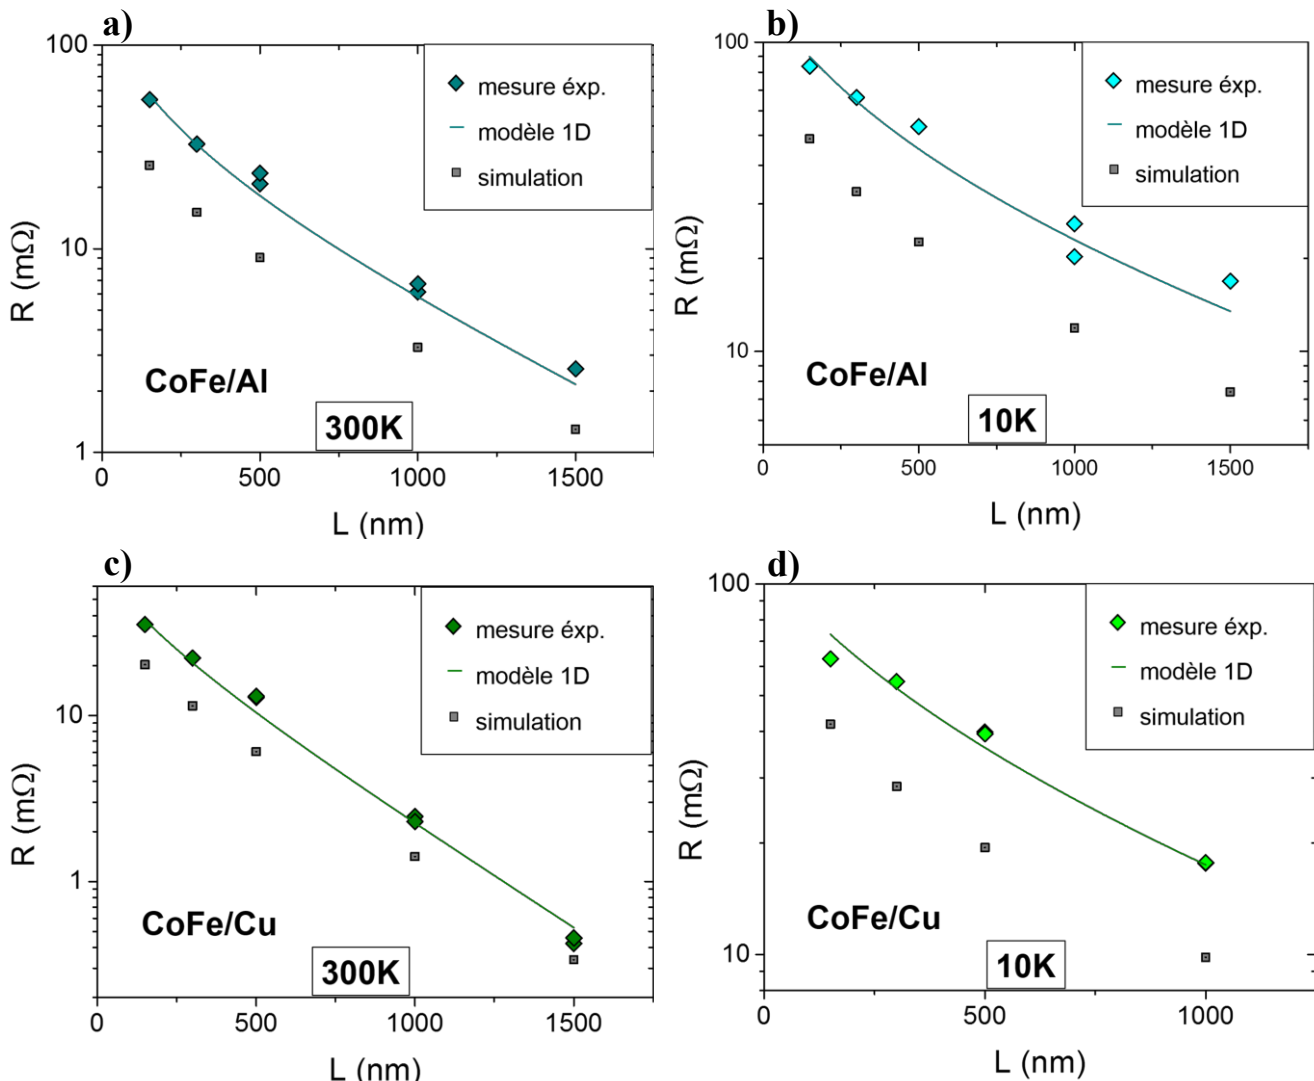 a)
100
10
1
R (mΩ)
mesure éxp.
modèle 1D
simulation
CoFe/Al
300K
0 500 1000 1500
L (nm)
b)
100
10
R (mΩ)
mesure éxp.
modèle 1D
simulation
CoFe/Al
10K
0 500 1000 1500
L (nm)
c)
10
1
R (mΩ)
mesure éxp.
modèle 1D
simulation
CoFe/Cu
300K
0 500 1000 1500
L (nm)
d)
100
10
R (mΩ)
mesure éxp.
modèle 1D
simulation
CoFe/Cu
10K
0 500 1000
L (nm)